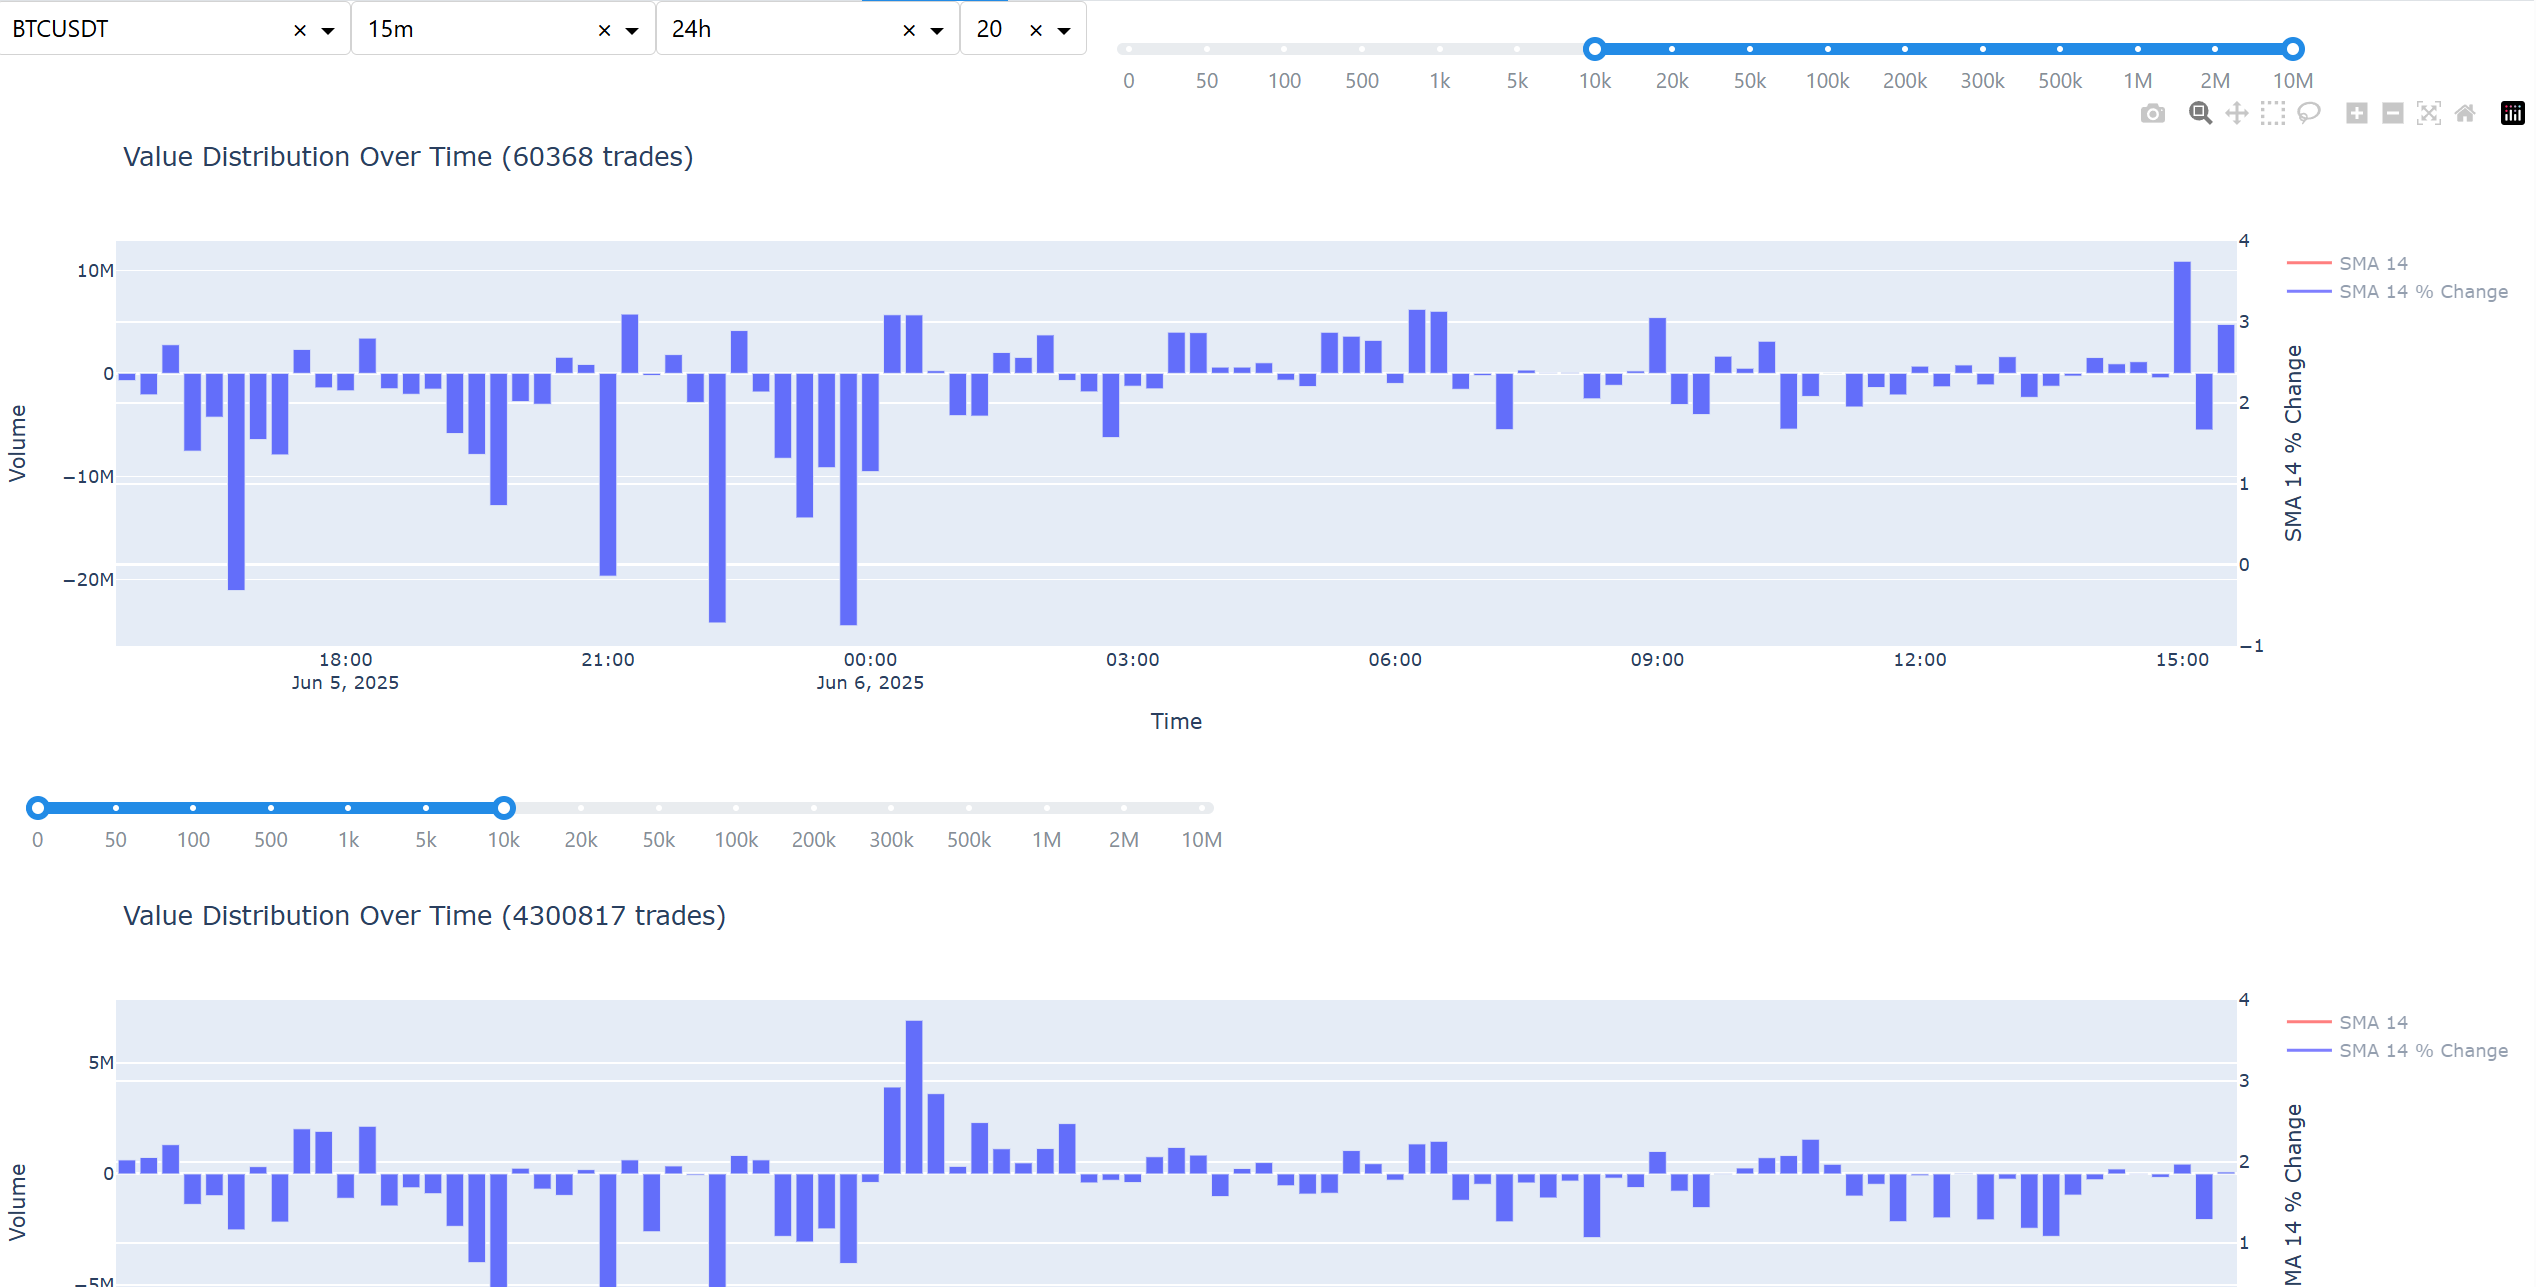 BTCUSDT × 15m × 24h × 20 ×
0 50 100 500 1k 5k 10k 20k 50k 100k 200k 300k 500k 1M 2M 10M
Value Distribution Over Time (60368 trades)
4
10M
SMA 14
SMA 14 % Change
3
0
2
Volume
SMA 14 % Change
−10M
1
0
−20M
−1
18:00 21:00 00:00 03:00 06:00 09:00 12:00 15:00
Jun 5, 2025 Jun 6, 2025
Time
0 50 100 500 1k 5k 10k 20k 50k 100k 200k 300k 500k 1M 2M 10M
Value Distribution Over Time (4300817 trades)
4
SMA 14
SMA 14 % Change
5M
3
2
0
Volume
MA 14 % Change
1
−5M